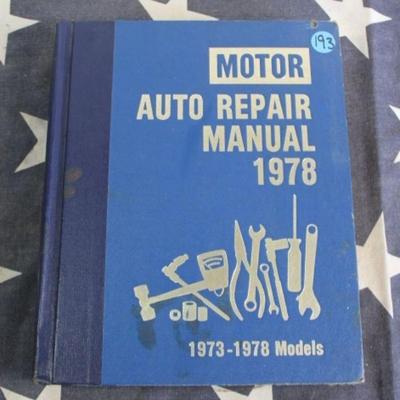 193
MOTOR
AUTO REPAIR
MANUAL
1978
1973-1978 Models